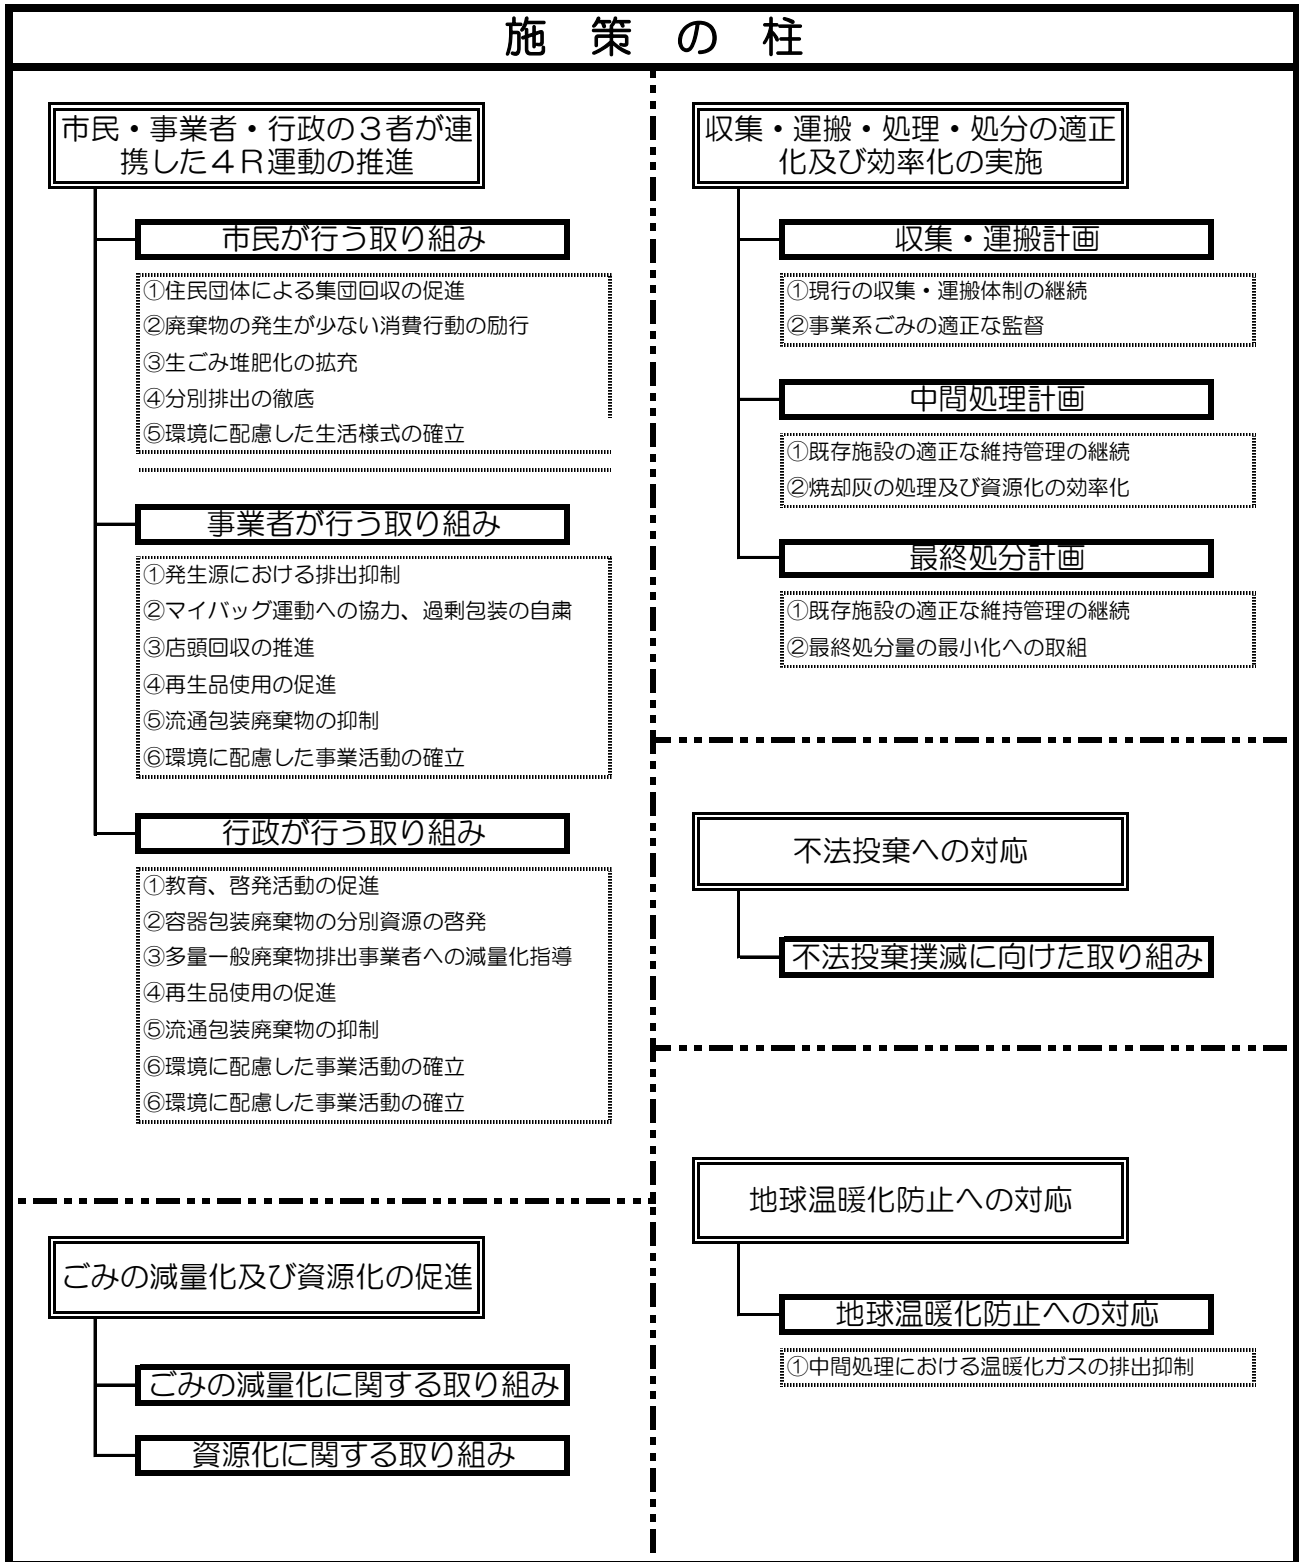 施　策　の　柱
市民・事業者・行政の３者が連
携した４Ｒ運動の推進
市民が行う取り組み
①住民団体による集団回収の促進
②廃棄物の発生が少ない消費行動の励行
③生ごみ堆肥化の拡充
④分別排出の徹底
⑤環境に配慮した生活様式の確立
事業者が行う取り組み
①発生源における排出抑制
②マイバッグ運動への協力、過剰包装の自粛
③店頭回収の推進
④再生品使用の促進
⑤流通包装廃棄物の抑制
⑥環境に配慮した事業活動の確立
行政が行う取り組み
①教育、啓発活動の促進
②容器包装廃棄物の分別資源の啓発
③多量一般廃棄物排出事業者への減量化指導
④再生品使用の促進
⑤流通包装廃棄物の抑制
⑥環境に配慮した事業活動の確立
⑥環境に配慮した事業活動の確立
ごみの減量化及び資源化の促進
ごみの減量化に関する取り組み
資源化に関する取り組み
収集・運搬・処理・処分の適正
化及び効率化の実施
収集・運搬計画
①現行の収集・運搬体制の継続
②事業系ごみの適正な監督
中間処理計画
①既存施設の適正な維持管理の継続
②焼却灰の処理及び資源化の効率化
最終処分計画
①既存施設の適正な維持管理の継続
②最終処分量の最小化への取組
不法投棄への対応
不法投棄撲滅に向けた取り組み
地球温暖化防止への対応
地球温暖化防止への対応
①中間処理における温暖化ガスの排出抑制